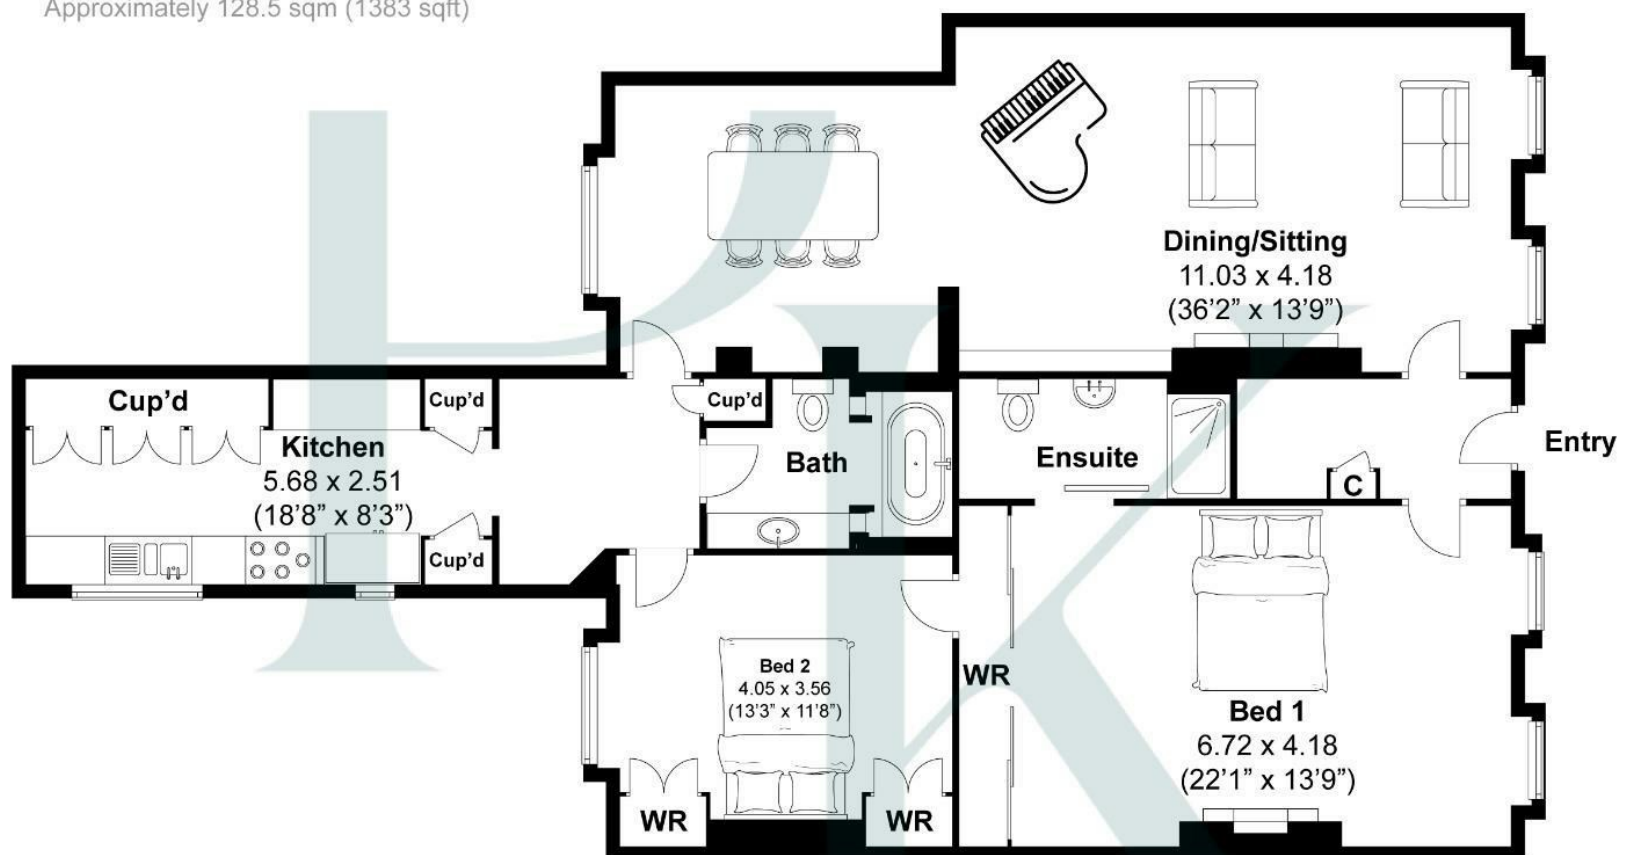 Approximately 128.5 sqm (1383 sqft)
Dining/Sitting
11.03 x 4.18
(36'2” x 13'9”)
Cup'd
Cup'd
Cup'd
Kitchen
5.68 x 2.51
(18'8” x 8'3”)
Bath
Ensuite
Entry
C
Cup'd
Bed 2
4.05 x 3.56
(13'3” x 11'8”)
WR
Bed 1
6.72 x 4.18
(22'1” x 13'9”)
WR
WR